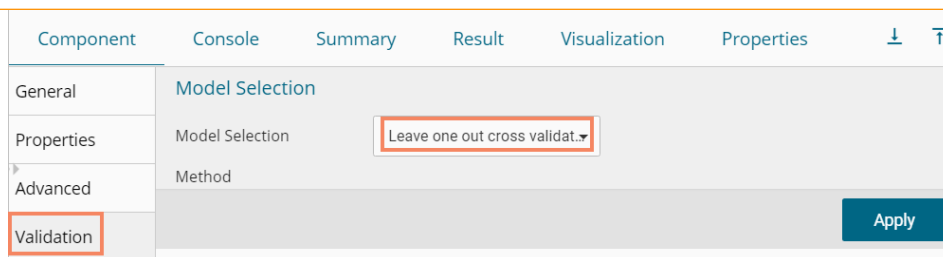 Component Console Summary Result Visualization Properties
General
Model Selection
Properties
Model Selection
Leave one out cross validat..
Method
Advanced
Apply
Validation